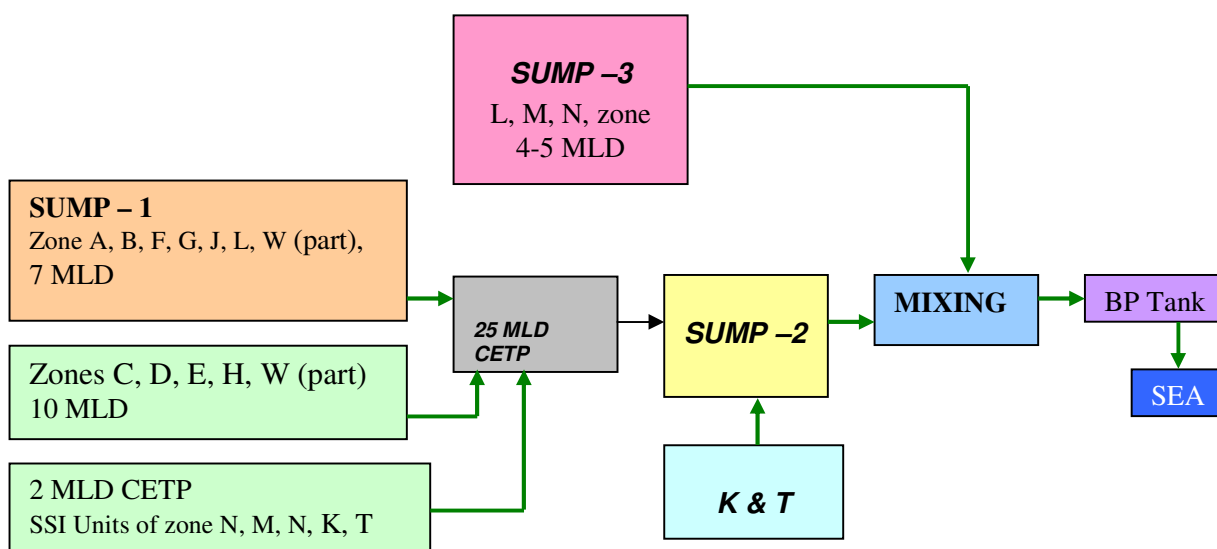 SUMP –3
L, M, N, zone
4-5 MLD
SUMP – 1
Zone A, B, F, G, J, L, W (part),
7 MLD
25 MLD
CETP
SUMP –2
MIXING
BP Tank
SEA
Zones C, D, E, H, W (part)
10 MLD
2 MLD CETP
SSI Units of zone N, M, N, K, T
K & T